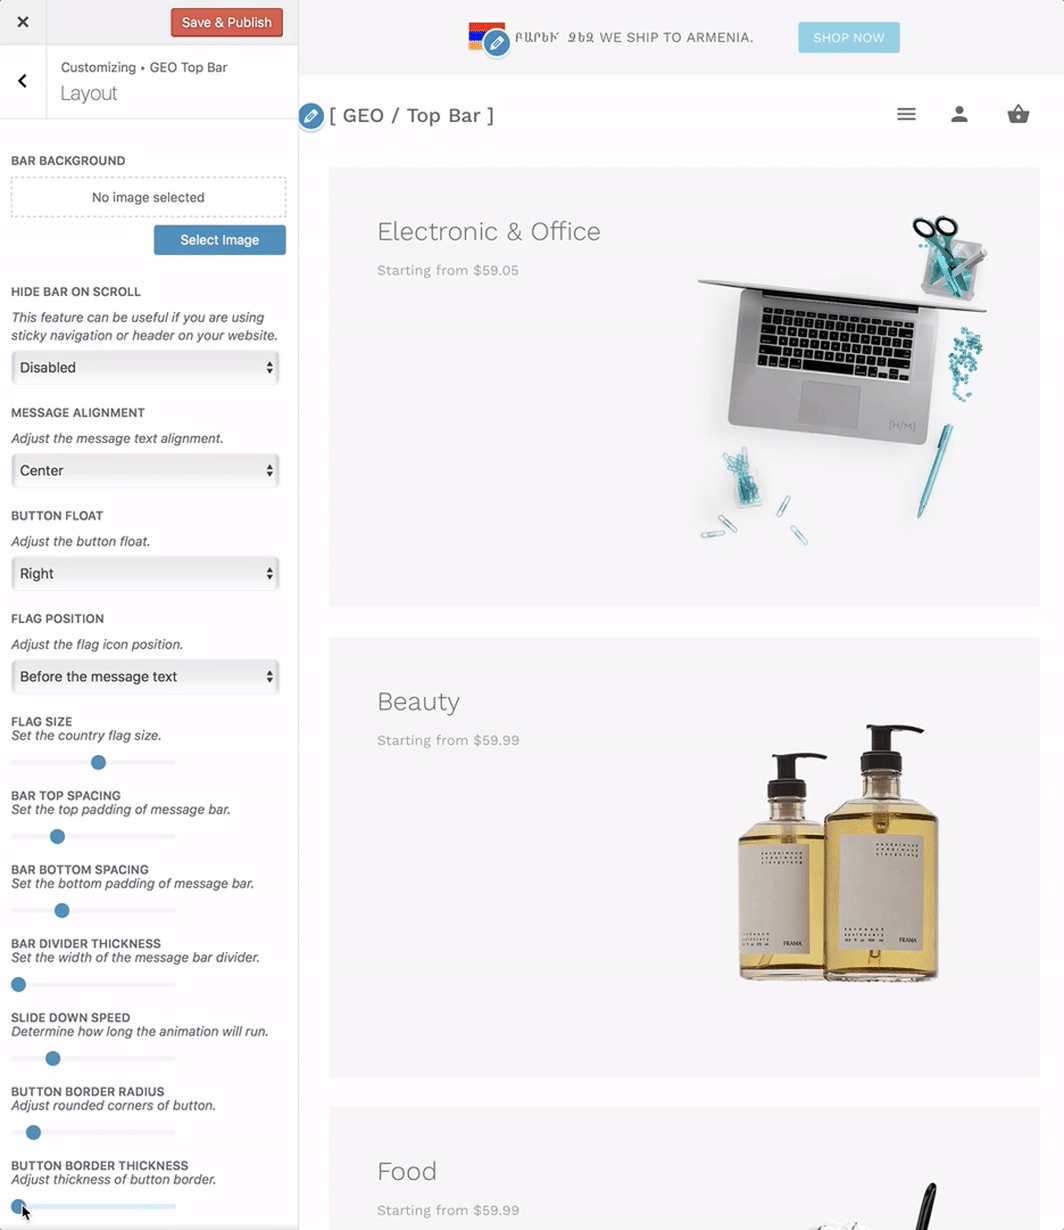 Save & Publish
Customizing ‣ GEO Top Bar
Layout
BAR BACKGROUND
No image selected
Select Image
HIDE BAR ON SCROLL
This feature can be useful if you are using
sticky navigation or header on your website.
Disabled
MESSAGE ALIGNMENT
Adjust the message text alignment.
Center
BUTTON FLOAT
Adjust the button float.
Right
FLAG POSITION
Adjust the flag icon position.
Before the message text
FLAG SIZE
Set the country flag size.
BAR TOP SPACING
Set the top padding of message bar.
BAR BOTTOM SPACING
Set the bottom padding of message bar.
BAR DIVIDER THICKNESS
Set the width of the message bar divider.
SLIDE DOWN SPEED
Determine how long the animation will run.
BUTTON BORDER RADIUS
Adjust rounded corners of button.
BUTTON BORDER THICKNESS
Adjust thickness of button border.
ԲԱՐԵՒ ՁԵԶ WE SHIP TO ARMENIA.
SHOP NOW
[ GEO / Top Bar ]
Electronic & Office
Starting from $59.05
[H/M]
Beauty
Starting from $59.99
FRAMA
FRAMA
Food
Starting from $59.99